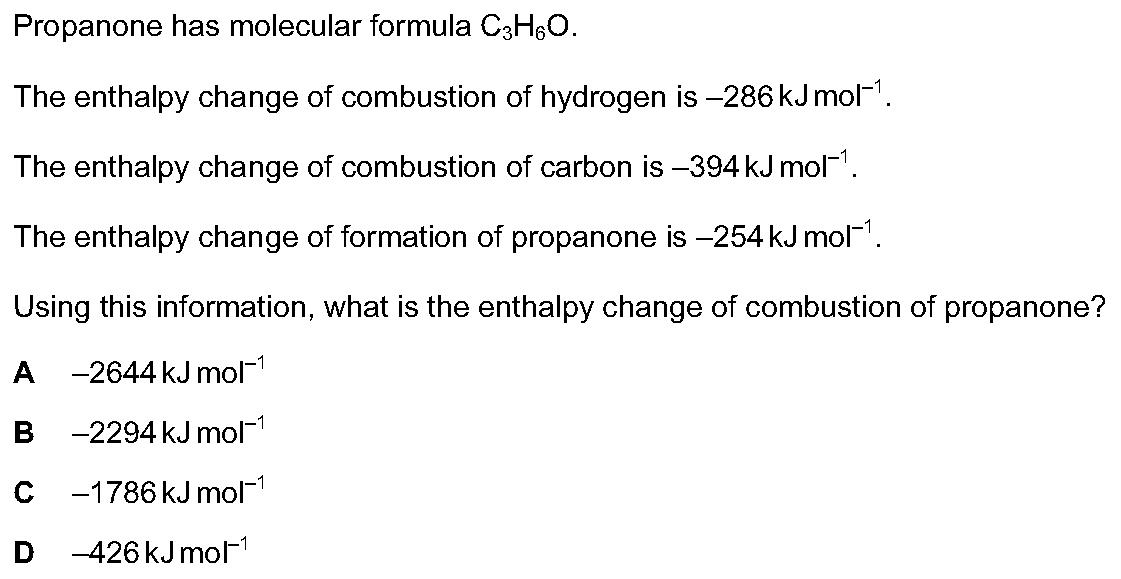 Propanone has molecular formula C₃H₆O.
The enthalpy change of combustion of hydrogen is –286 kJ mol⁻¹.
The enthalpy change of combustion of carbon is –394 kJ mol⁻¹.
The enthalpy change of formation of propanone is –254 kJ mol⁻¹.
Using this information, what is the enthalpy change of combustion of propanone?
A –2644 kJ mol⁻¹
B –2294 kJ mol⁻¹
C –1786 kJ mol⁻¹
D –426 kJ mol⁻¹